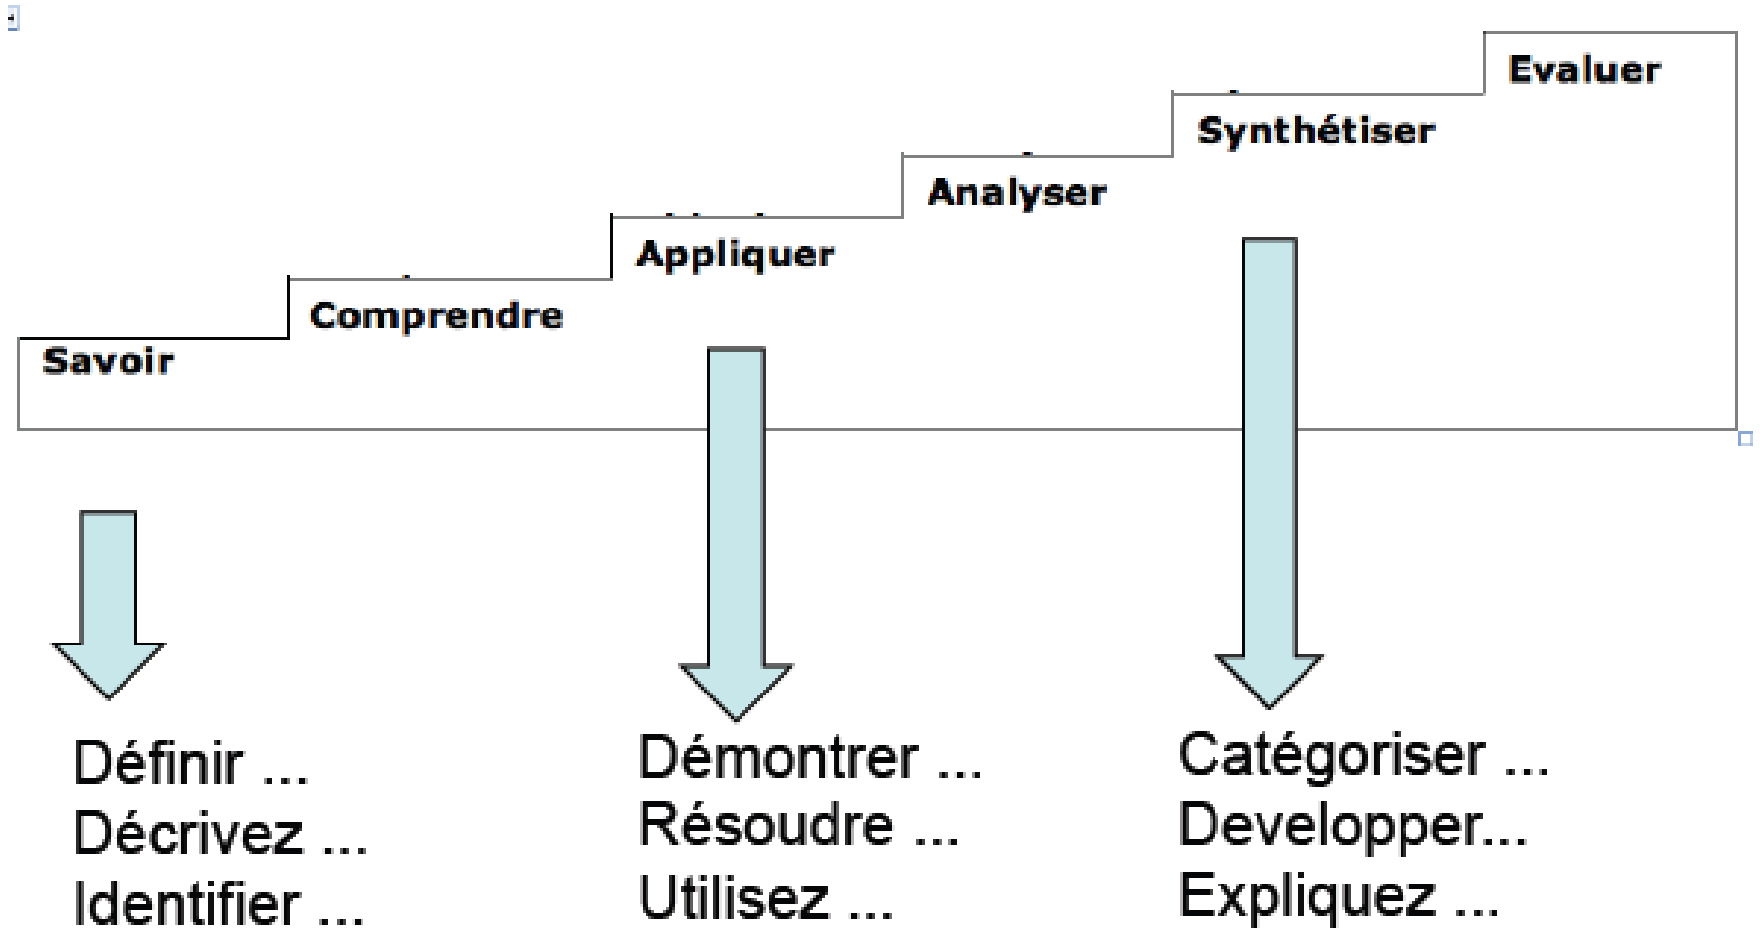 Evaluer
Synthétiser
Analyser
Appliquer
Comprendre
Savoir
Définir ...
Décrivez ...
Identifier ...
Démontrer ...
Résoudre ...
Utilisez ...
Catégoriser ...
Developper...
Expliquez ...